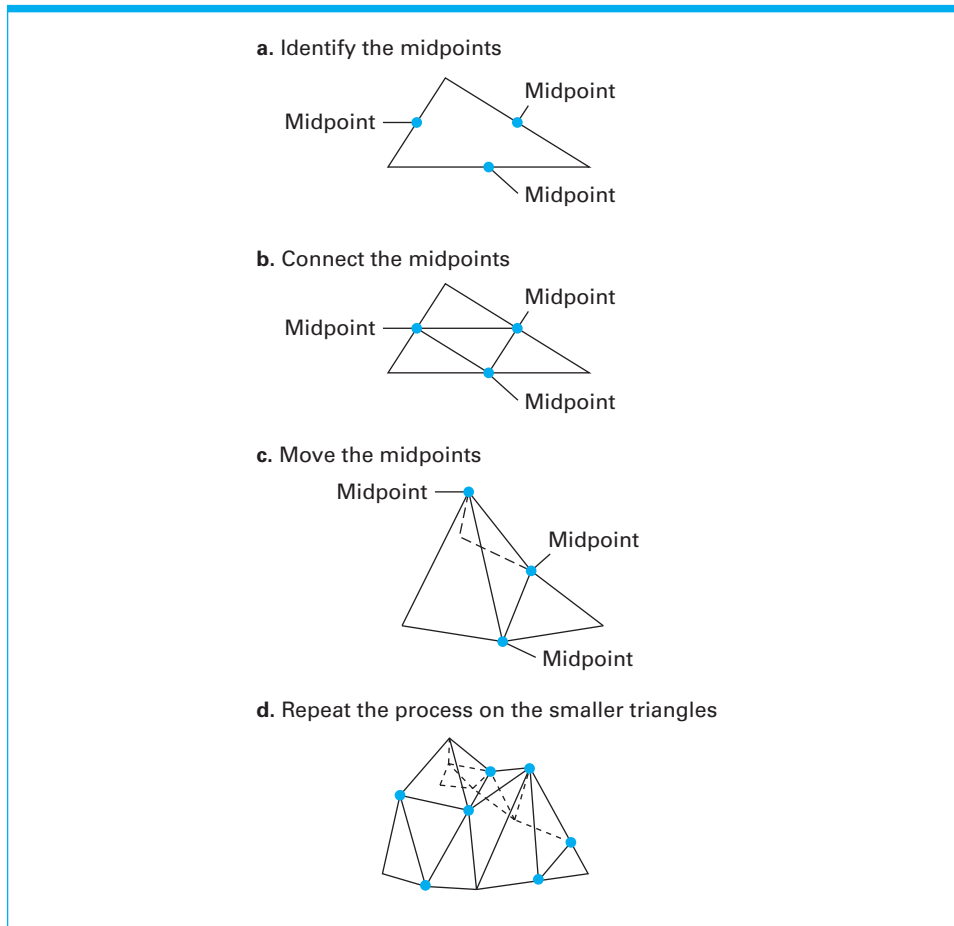 a. Identify the midpoints
Midpoint
Midpoint
Midpoint
b. Connect the midpoints
Midpoint
Midpoint
Midpoint
c. Move the midpoints
Midpoint
Midpoint
Midpoint
d. Repeat the process on the smaller triangles